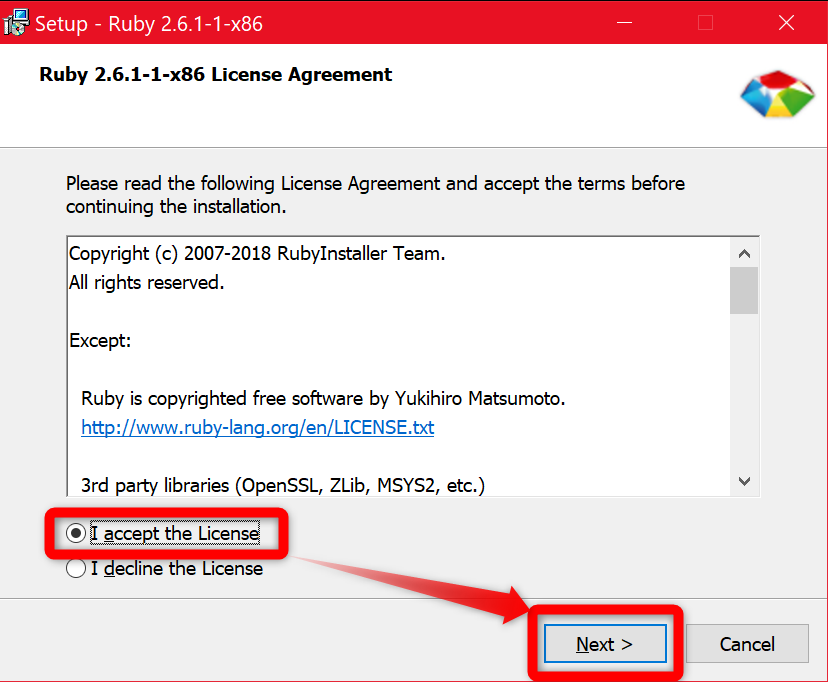 Setup - Ruby 2.6.1-1-x86
Ruby 2.6.1-1-x86 License Agreement
Please read the following License Agreement and accept the terms before
continuing the installation.
Copyright (c) 2007-2018 RubyInstaller Team.
All rights reserved.
Except:
Ruby is copyrighted free software by Yukihiro Matsumoto.
http://www.ruby-lang.org/en/LICENSE.txt
3rd party libraries (OpenSSL, ZLib, MSYS2, etc.)
I accept the License
I decline the License
Next >
Cancel